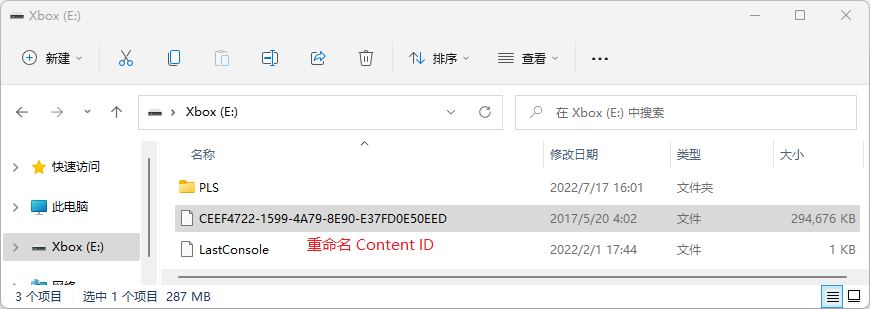 Xbox (E:)
新建
排序
查看
Xbox (E:)
在 Xbox (E:) 中搜索
快速访问
此电脑
Xbox (E:)
网络
名称 修改日期 类型 大小
PLS 2022/7/17 16:01 文件夹
CEEF4722-1599-4A79-8E90-E37FD0E50EED 2017/5/20 4:02 文件 294,676 KB
LastConsole 2022/2/1 17:44 文件 1 KB
重命名 Content ID
3 个项目 选中 1 个项目 287 MB